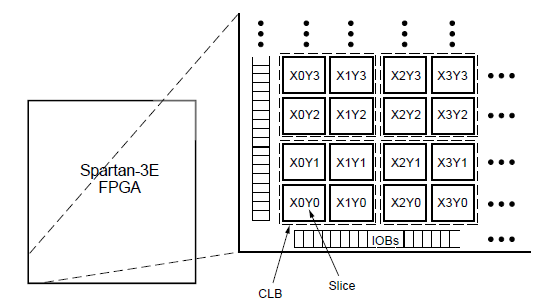 Spartan-3E
FPGA
X0Y3 X1Y3 X2Y3 X3Y3
X0Y2 X1Y2 X2Y2 X3Y2
X0Y1 X1Y1 X2Y1 X3Y1
X0Y0 X1Y0 X2Y0 X3Y0
IOBs
CLB
Slice